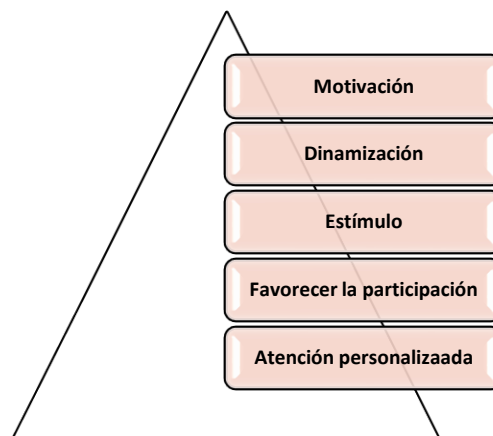 Motivación
Dinamización
Estímulo
Favorecer la participación
Atención personalizaada